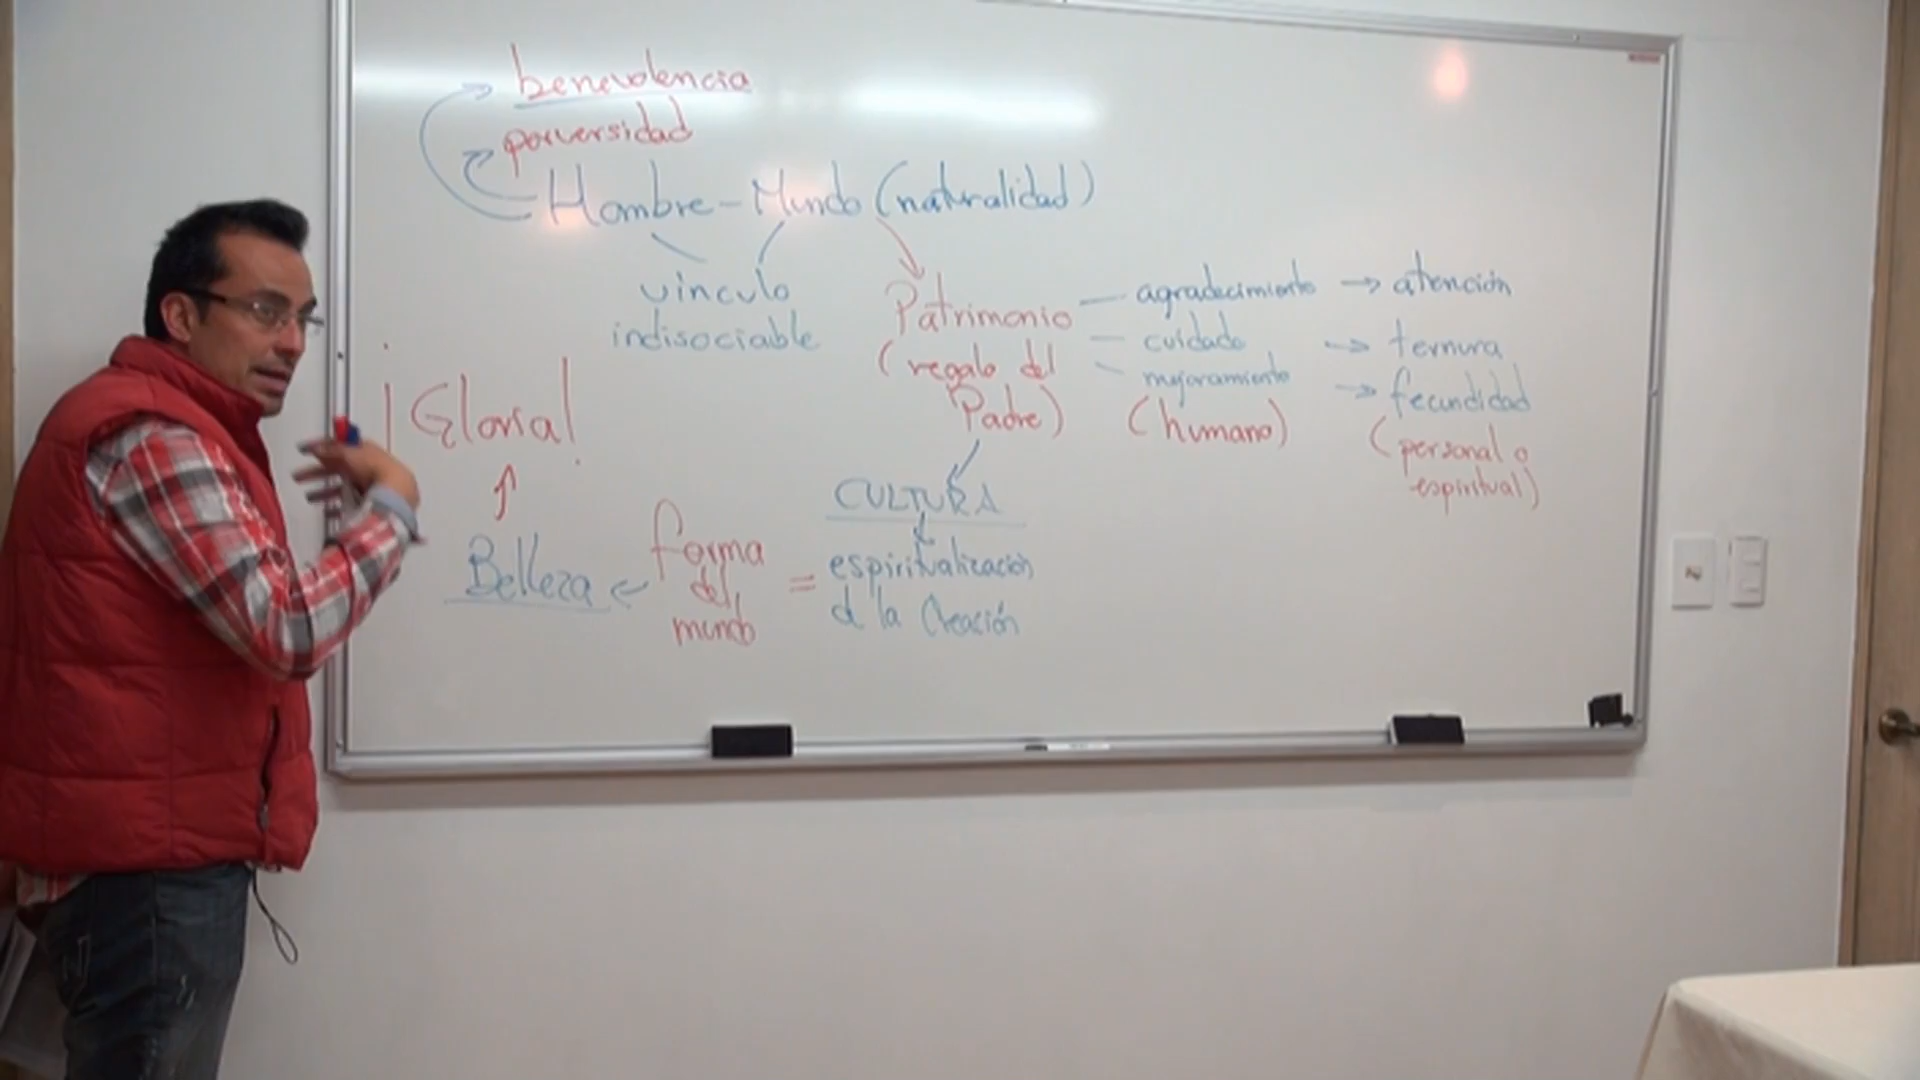 benevolencia
perversidad
Hombre - Mundo (naturalidad)
vinculo
indisociable
Patrimonio
(regalo del
Padre)
agradecimiento → atención
cuidado → ternura
mejoramiento → fecundidad
(humano)
(personal o
espiritual)
¡Gloria!
CULTURA
espiritualización
d la Creación
=
forma
del
mundo
Belleza